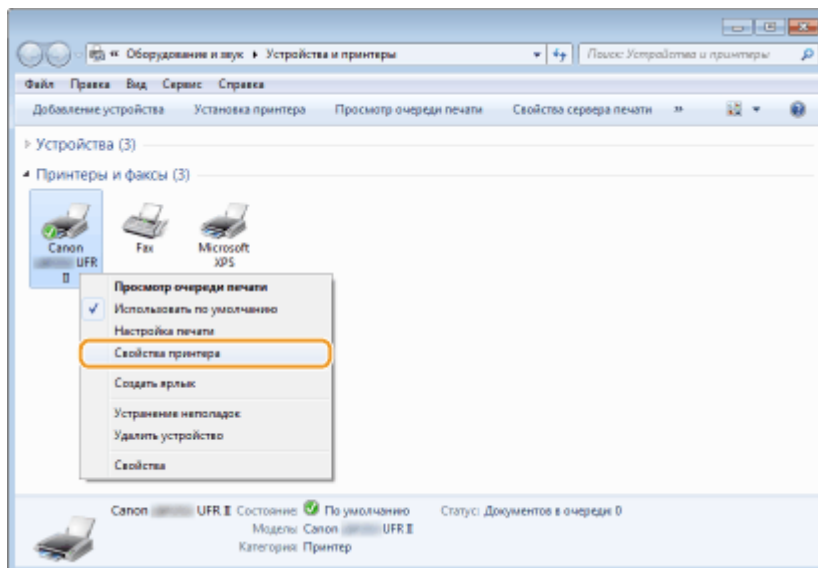 « Оборудование и звук ▸ Устройства и принтеры
Поиск: Устройства и принтеры
Файл Правка Вид Сервис Справка
Добавление устройства Установка принтера Просмотр очереди печати Свойства сервера печати »
Устройства (3)
Принтеры и факсы (3)
Canon UFR II
Fax
Microsoft XPS
Просмотр очереди печати
Использовать по умолчанию
Настройка печати
Свойства принтера
Создать ярлык
Устранение неполадок
Удалить устройство
Свойства
Canon UFR II Состояние: По умолчанию Статус: Документов в очереди 0
Модель: Canon UFR II
Категория: Принтер